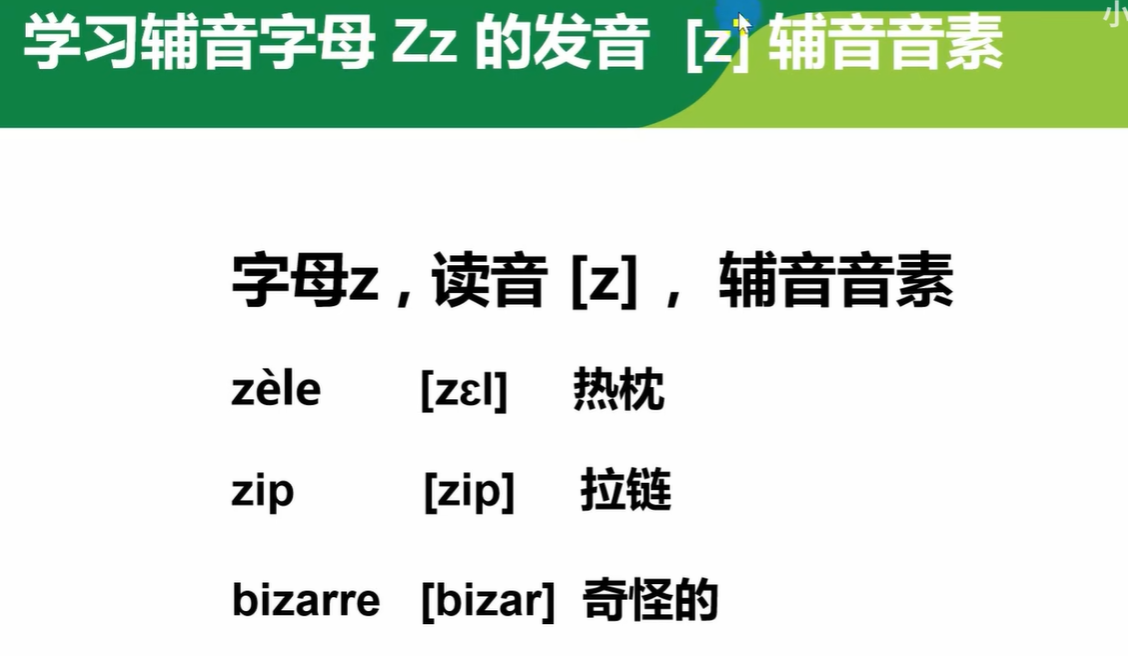 学习辅音字母 Zz 的发音 [z] 辅音音素
小
字母z，读音 [z] ， 辅音音素
zèle [zɛl] 热枕
zip [zip] 拉链
bizarre [bizar] 奇怪的